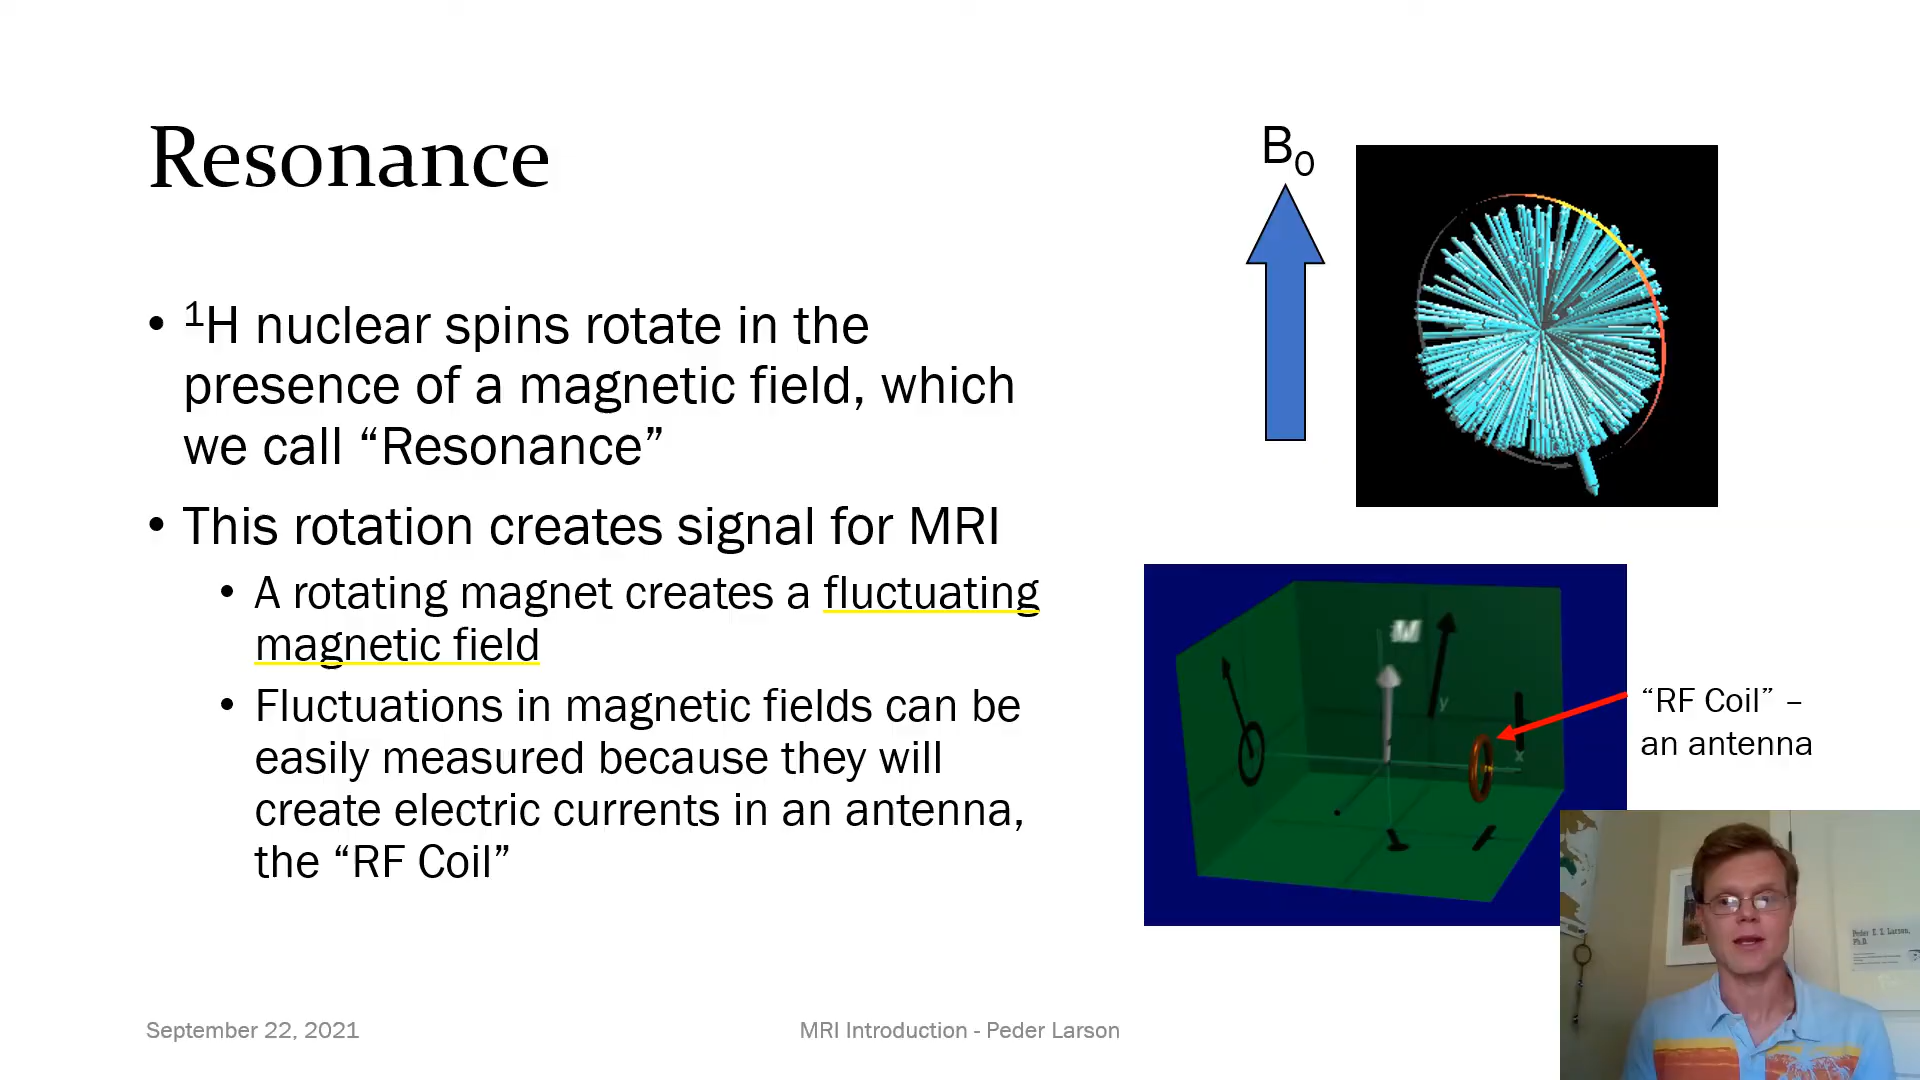 Resonance
B0
• ¹H nuclear spins rotate in the
presence of a magnetic field, which
we call “Resonance”
• This rotation creates signal for MRI
• A rotating magnet creates a fluctuating
magnetic field
• Fluctuations in magnetic fields can be
easily measured because they will
create electric currents in an antenna,
the “RF Coil”
M
y
x
“RF Coil” –
an antenna
Peder E. Z. Larson,
Ph.D.
September 22, 2021
MRI Introduction - Peder Larson